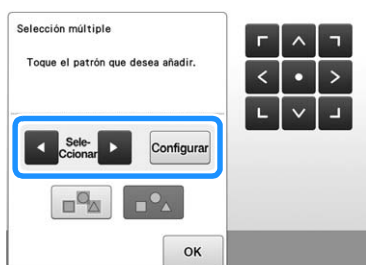 Selección múltiple
Toque el patrón que desea añadir.
Sele-
Ccionar
Configurar
OK